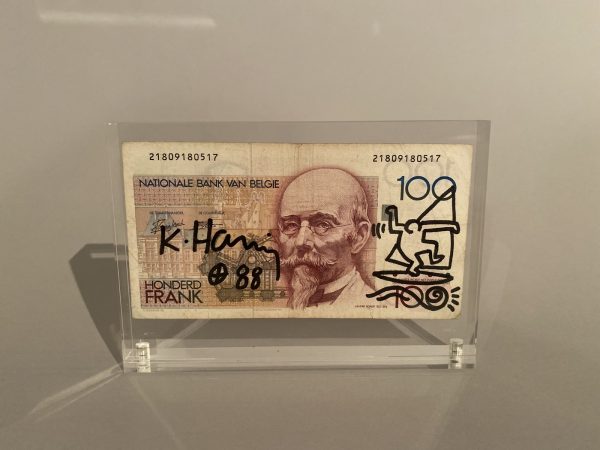 21809180517 21809180517
NATIONALE BANK VAN BELGIE
100
K. Haring
88
HONDERD
FRANK
100